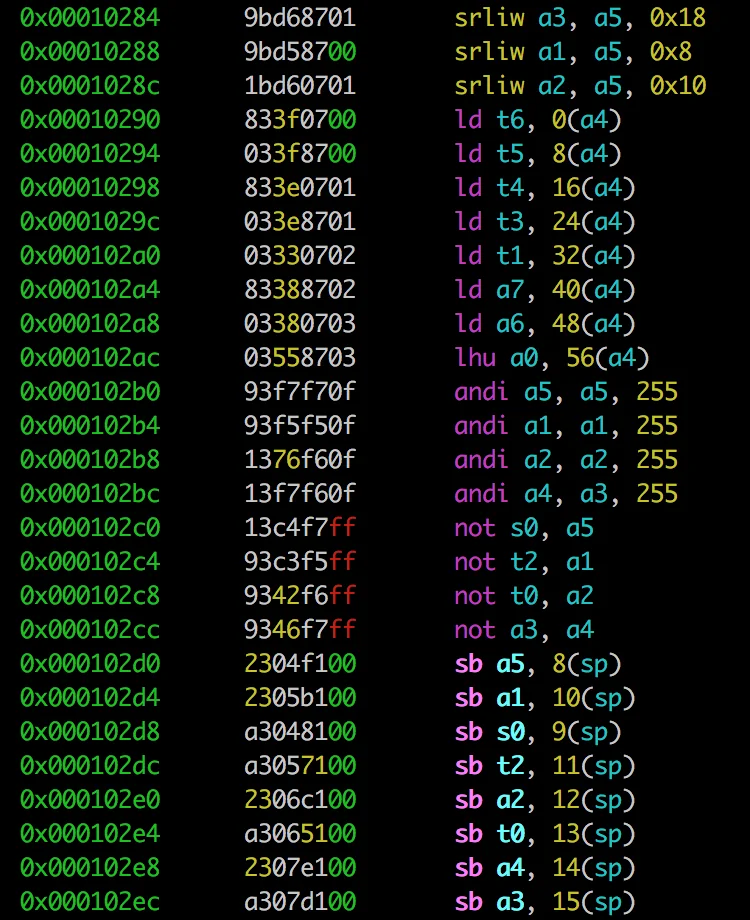 0x00010284 9bd68701 srliw a3, a5, 0x18
0x00010288 9bd58700 srliw a1, a5, 0x8
0x0001028c 1bd60701 srliw a2, a5, 0x10
0x00010290 833f0700 ld t6, 0(a4)
0x00010294 033f8700 ld t5, 8(a4)
0x00010298 833e0701 ld t4, 16(a4)
0x0001029c 033e8701 ld t3, 24(a4)
0x000102a0 03330702 ld t1, 32(a4)
0x000102a4 83388702 ld a7, 40(a4)
0x000102a8 03380703 ld a6, 48(a4)
0x000102ac 03558703 lhu a0, 56(a4)
0x000102b0 93f7f70f andi a5, a5, 255
0x000102b4 93f5f50f andi a1, a1, 255
0x000102b8 1376f60f andi a2, a2, 255
0x000102bc 13f7f60f andi a4, a3, 255
0x000102c0 13c4f7ff not s0, a5
0x000102c4 93c3f5ff not t2, a1
0x000102c8 9342f6ff not t0, a2
0x000102cc 9346f7ff not a3, a4
0x000102d0 2304f100 sb a5, 8(sp)
0x000102d4 2305b100 sb a1, 10(sp)
0x000102d8 a3048100 sb s0, 9(sp)
0x000102dc a3057100 sb t2, 11(sp)
0x000102e0 2306c100 sb a2, 12(sp)
0x000102e4 a3065100 sb t0, 13(sp)
0x000102e8 2307e100 sb a4, 14(sp)
0x000102ec a307d100 sb a3, 15(sp)